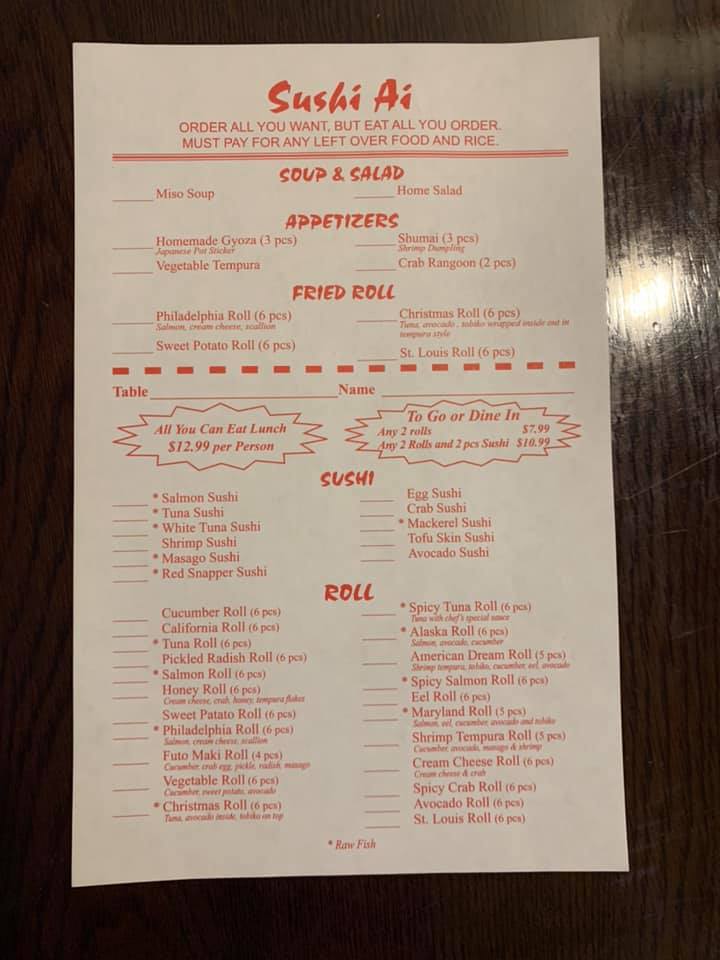 Sushi Ai
ORDER ALL YOU WANT, BUT EAT ALL YOU ORDER.
MUST PAY FOR ANY LEFT OVER FOOD AND RICE.
SOUP & SALAD
Miso Soup
Home Salad
APPETIZERS
Homemade Gyoza (3 pcs)
Japanese Pot Sticker
Vegetable Tempura
Shumai (3 pcs)
Shrimp Dumpling
Crab Rangoon (2 pcs)
FRIED ROLL
Philadelphia Roll (6 pcs)
Salmon, cream cheese, scallion
Sweet Potato Roll (6 pcs)
Christmas Roll (6 pcs)
Tuna, avocado , tobiko wrapped inside out in
tempura style
St. Louis Roll (6 pcs)
Table
Name
All You Can Eat Lunch
$12.99 per Person
To Go or Dine In
Any 2 rolls $7.99
Any 2 Rolls and 2 pcs Sushi $10.99
SUSHI
* Salmon Sushi
* Tuna Sushi
* White Tuna Sushi
Shrimp Sushi
* Masago Sushi
* Red Snapper Sushi
Egg Sushi
Crab Sushi
* Mackerel Sushi
Tofu Skin Sushi
Avocado Sushi
ROLL
Cucumber Roll (6 pcs)
California Roll (6 pcs)
* Tuna Roll (6 pcs)
Pickled Radish Roll (6 pcs)
* Salmon Roll (6 pcs)
Honey Roll (6 pcs)
Cream cheese, crab, honey, tempura flakes
Sweet Patato Roll (6 pcs)
* Philadelphia Roll (6 pcs)
Salmon, cream cheese, scallion
Futo Maki Roll (4 pcs)
Cucumber, crab egg, pickle, radish, masago
Vegetable Roll (6 pcs)
Cucumber, sweet potato, avocado
* Christmas Roll (6 pcs)
Tuna, avocado inside, tobiko on top
* Spicy Tuna Roll (6 pcs)
Tuna with chef's special sauce
* Alaska Roll (6 pcs)
Salmon, avocado, cucumber
American Dream Roll (5 pcs)
Shrimp tempura, tobiko, cucumber, eel, avocado
* Spicy Salmon Roll (6 pcs)
Eel Roll (6 pcs)
* Maryland Roll (5 pcs)
Salmon, eel, cucumber, avocado and tobiko
Shrimp Tempura Roll (5 pcs)
Cucumber, avocado, masago & shrimp
Cream Cheese Roll (6 pcs)
Cream cheese & crab
Spicy Crab Roll (6 pcs)
Avocado Roll (6 pcs)
St. Louis Roll (6 pcs)
* Raw Fish